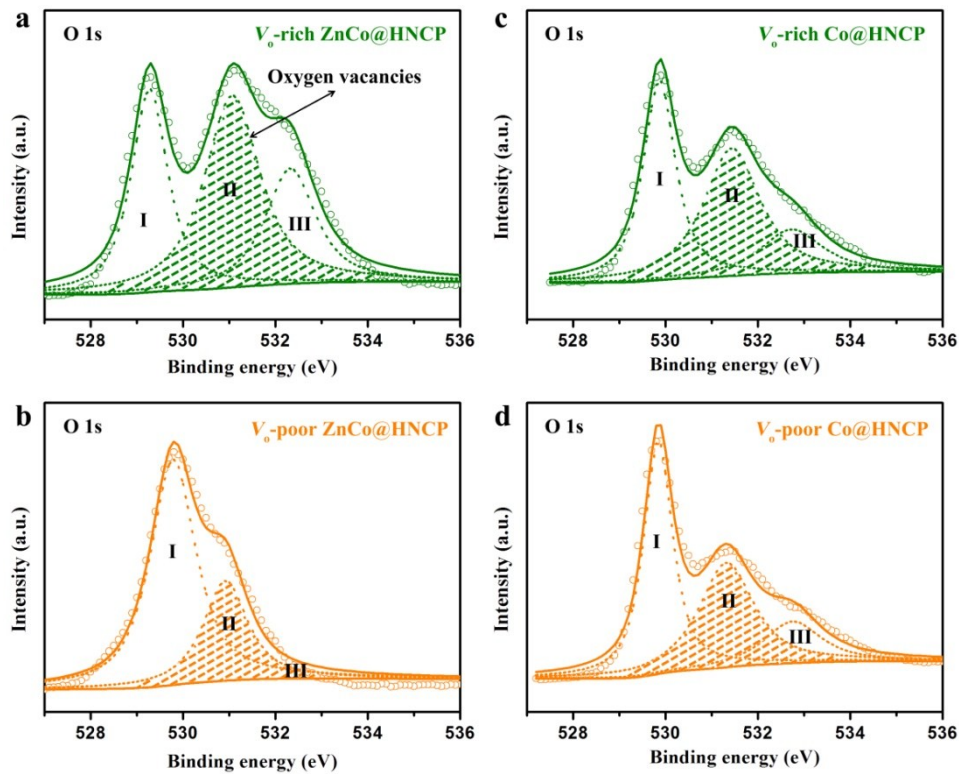 a
O 1s
Vo-rich ZnCo@HNCP
Oxygen vacancies
I
II
III
Intensity (a.u.)
528 530 532 534 536
Binding energy (eV)
c
O 1s
Vo-rich Co@HNCP
I
II
III
Intensity (a.u.)
528 530 532 534 536
Binding energy (eV)
b
O 1s
Vo-poor ZnCo@HNCP
I
II
III
Intensity (a.u.)
528 530 532 534 536
Binding energy (eV)
d
O 1s
Vo-poor Co@HNCP
I
II
III
Intensity (a.u.)
528 530 532 534 536
Binding energy (eV)